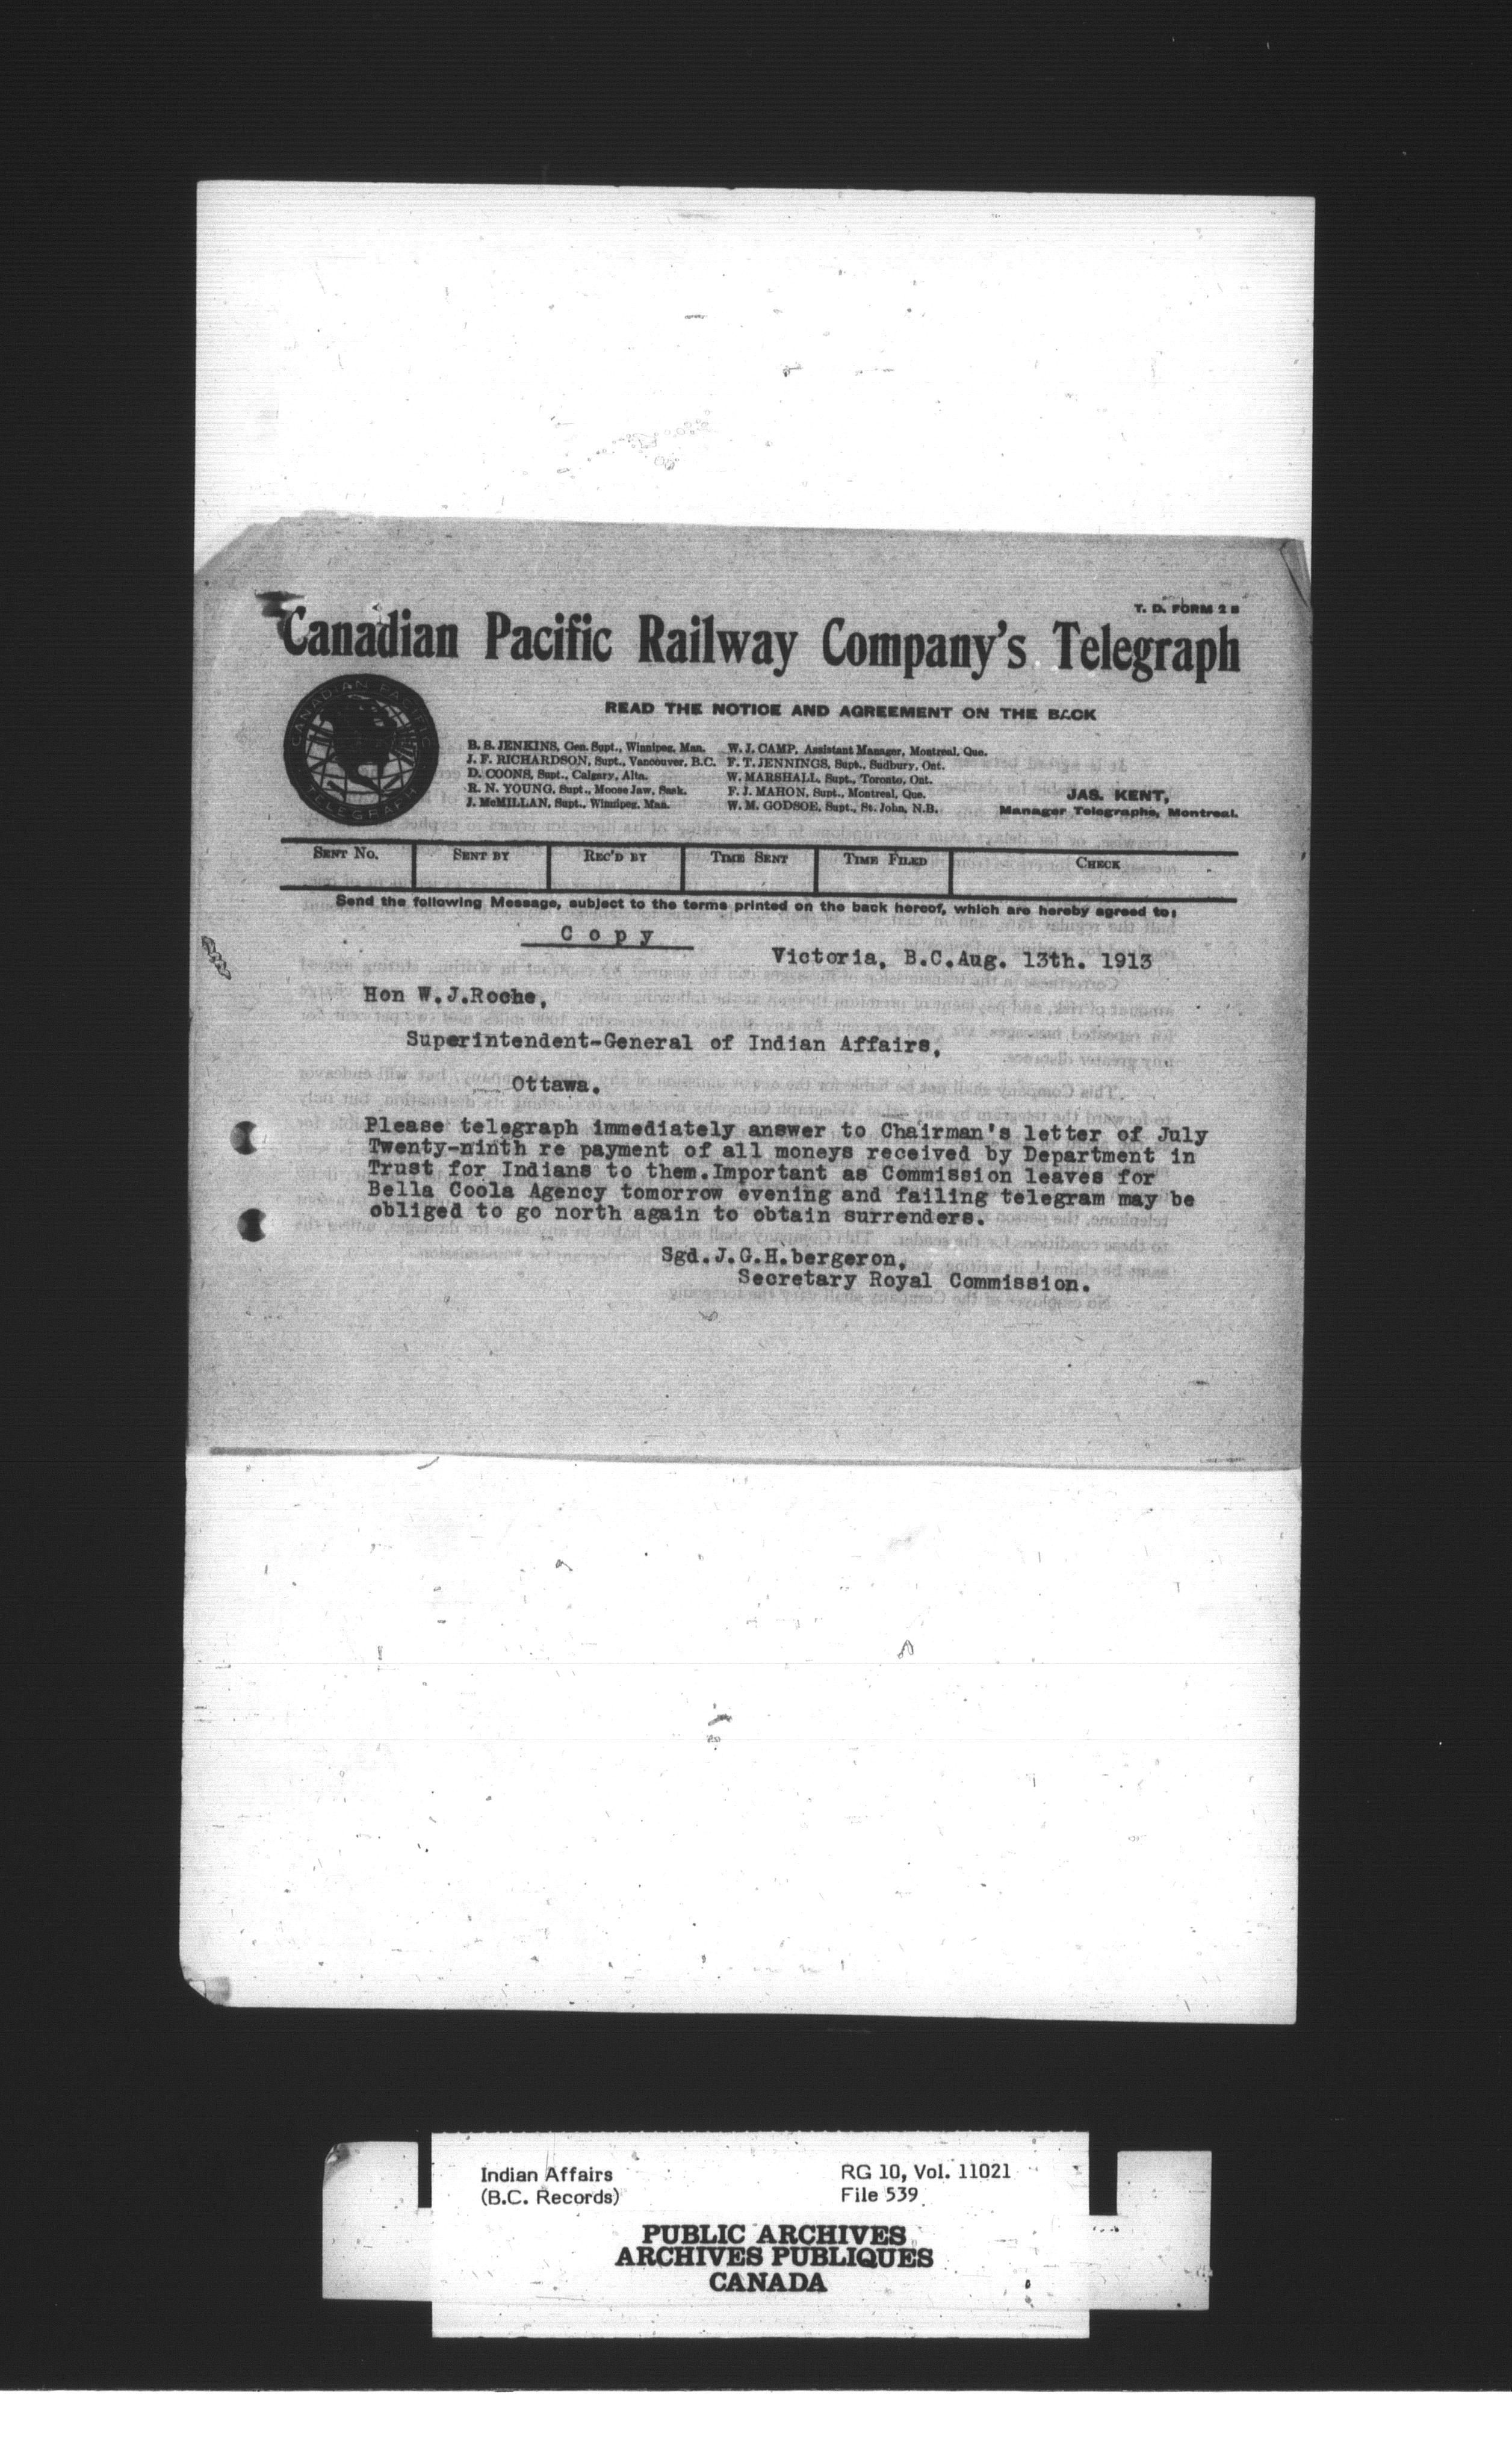 T. D. FORM 2 B
Canadian Pacific Railway Company's Telegraph
CANADIAN PACIFIC
TELEGRAPH
READ THE NOTICE AND AGREEMENT ON THE BACK
B. S. JENKINS, Gen. Supt., Winnipeg, Man.
J. F. RICHARDSON, Supt., Vancouver, B.C.
D. COONS, Supt., Calgary, Alta.
R. N. YOUNG, Supt., Moose Jaw, Sask.
J. McMILLAN, Supt., Winnipeg, Man.
W. J. CAMP, Assistant Manager, Montreal, Que.
F. T. JENNINGS, Supt., Sudbury, Ont.
W. MARSHALL, Supt., Toronto, Ont.
F. J. MAHON, Supt., Montreal, Que.
W. M. GODSOE, Supt., St. John, N.B.
JAS. KENT,
Manager Telegraphs, Montreal.
SENT No. SENT BY REC'D BY TIME SENT TIME FILED CHECK
Send the following Message, subject to the terms printed on the back hereof, which are hereby agreed to:
C o p y
Victoria, B.C.Aug. 13th. 1913
Hon W.J.Roche,
Superintendent-General of Indian Affairs,
Ottawa.
Please telegraph immediately answer to Chairman's letter of July
Twenty-ninth re payment of all moneys received by Department in
Trust for Indians to them.Important as Commission leaves for
Bella Coola Agency tomorrow evening and failing telegram may be
obliged to go north again to obtain surrenders.
Sgd.J.G.H.bergeron,
Secretary Royal Commission.
Indian Affairs
(B.C. Records)
RG 10, Vol. 11021
File 539
PUBLIC ARCHIVES
ARCHIVES PUBLIQUES
CANADA